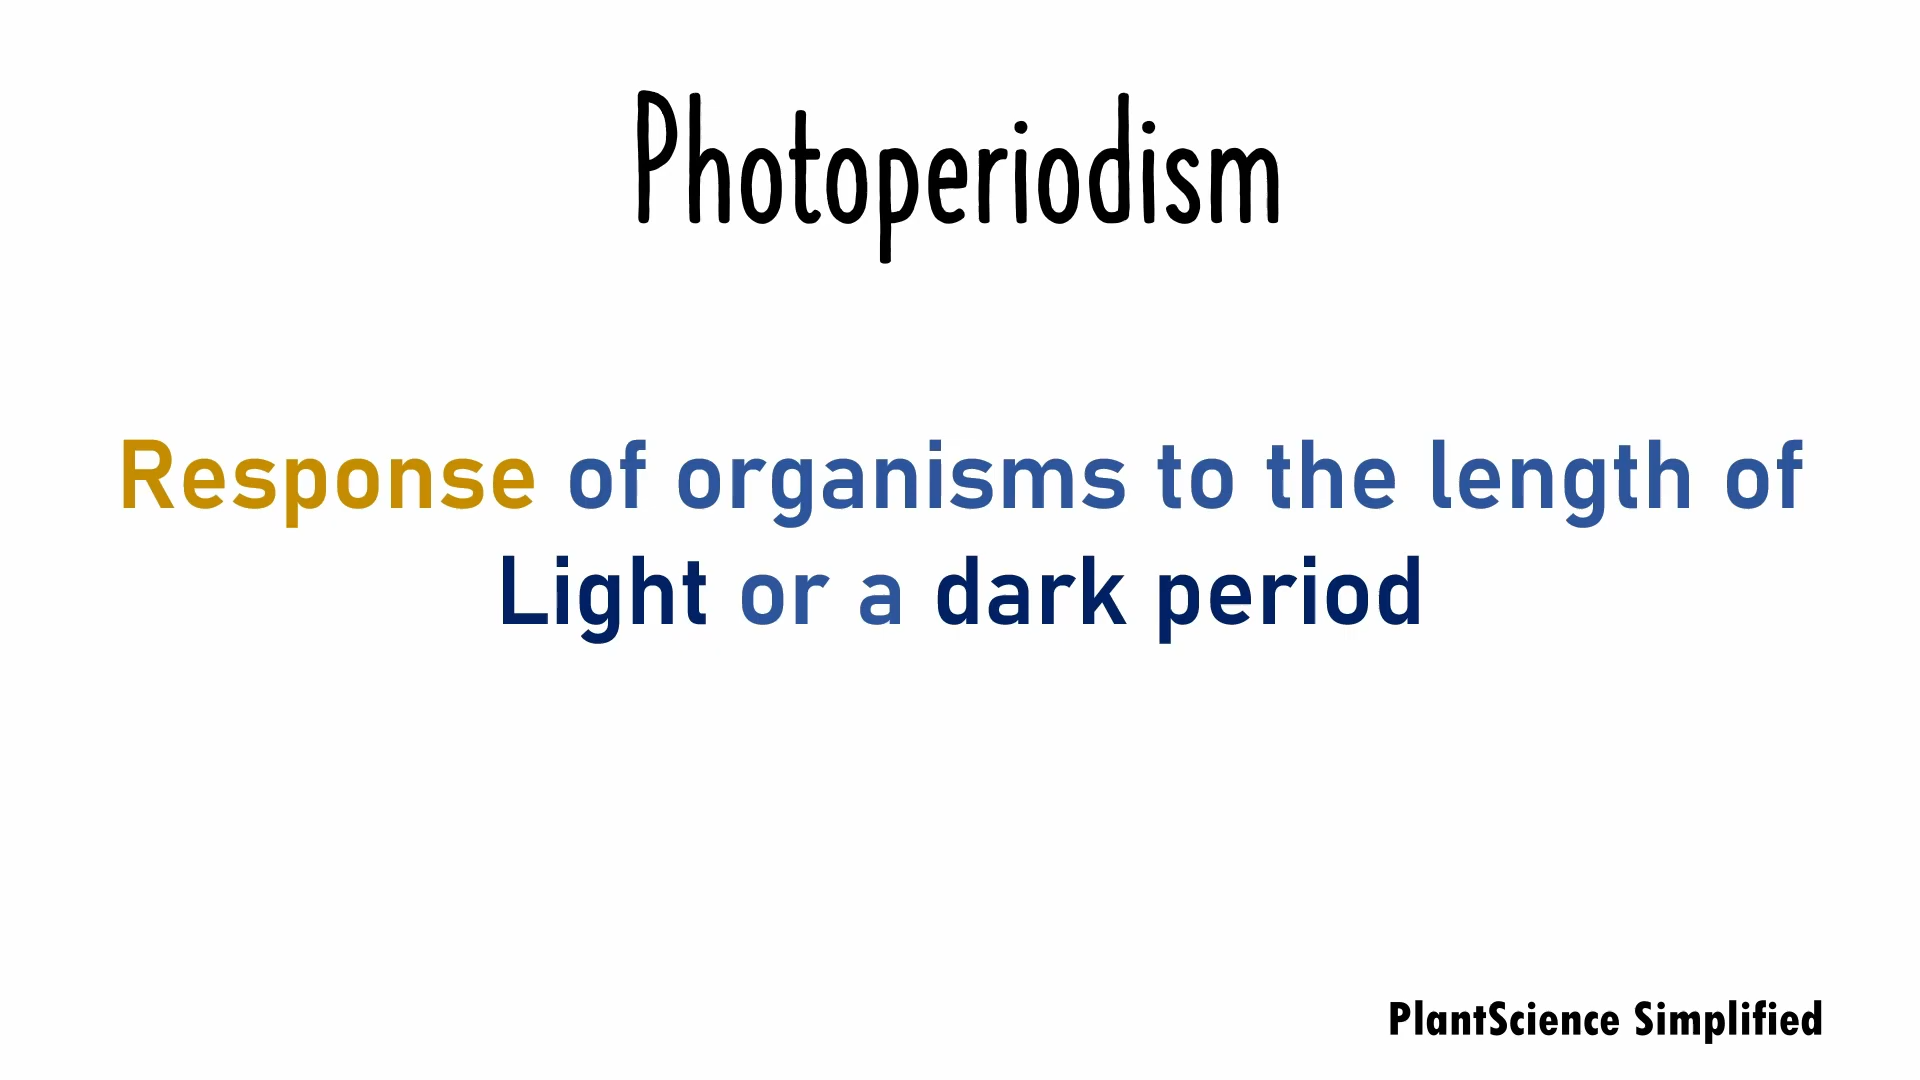 Photoperiodism
Response of organisms to the length of
Light or a dark period
PlantScience Simplified